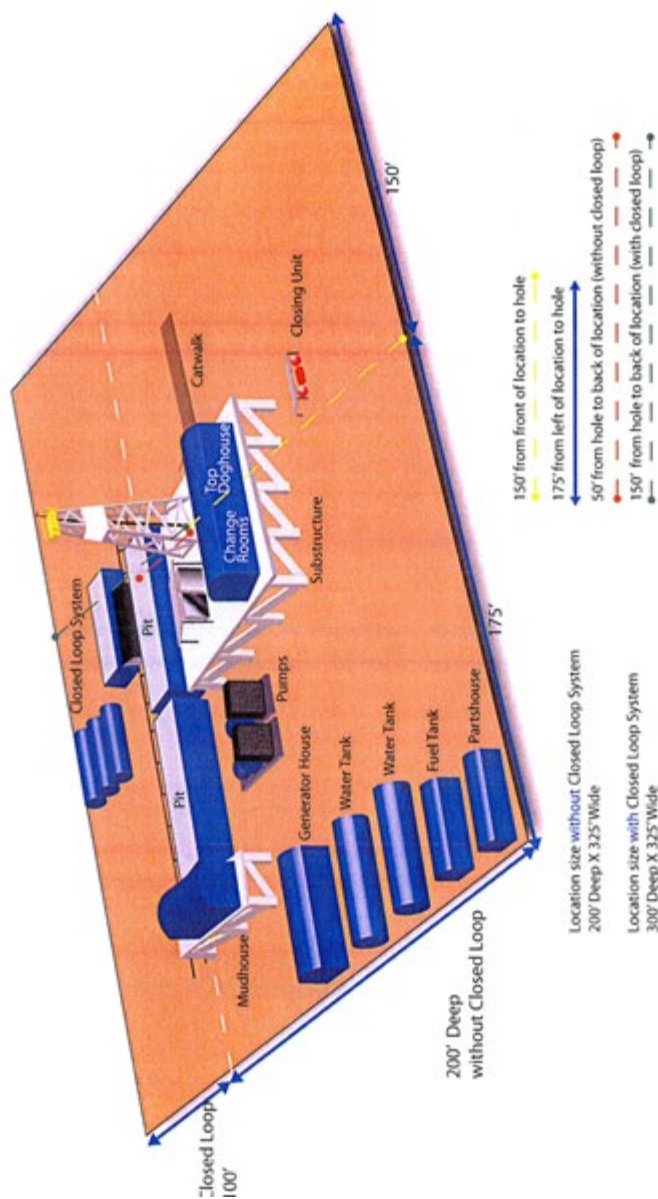 Closed Loop
100'
200' Deep
without Closed Loop
175'
150'
Mudhouse
Generator House
Water Tank
Water Tank
Fuel Tank
Partshouse
Pumps
Pit
Pit
Closed Loop System
Change
Rooms
Top
Doghouse
Substructure
Catwalk
Closing Unit
Location size without Closed Loop System
200' Deep X 325' Wide
Location size with Closed Loop System
300' Deep X 325' Wide
150' from front of location to hole
175' from left of location to hole
50' from hole to back of location (without closed loop)
150' from hole to back of location (with closed loop)